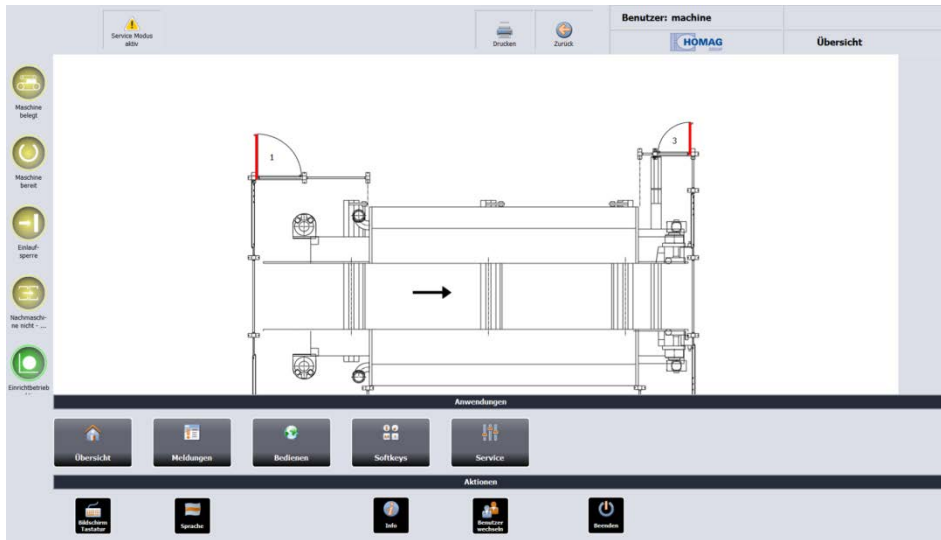 Service Modus
aktiv
Drucken
Zurück
Benutzer: machine
HOMAG
GROUP
Übersicht
Maschine
belegt
Maschine
bereit
Einlauf-
sperre
Nachmaschi-
ne nicht - ...
Einrichtbetrieb
1
3
Anwendungen
Übersicht
Meldungen
Bedienen
Softkeys
Service
Aktionen
Bildschirm
Tastatur
Sprache
Info
Benutzer
wechseln
Beenden